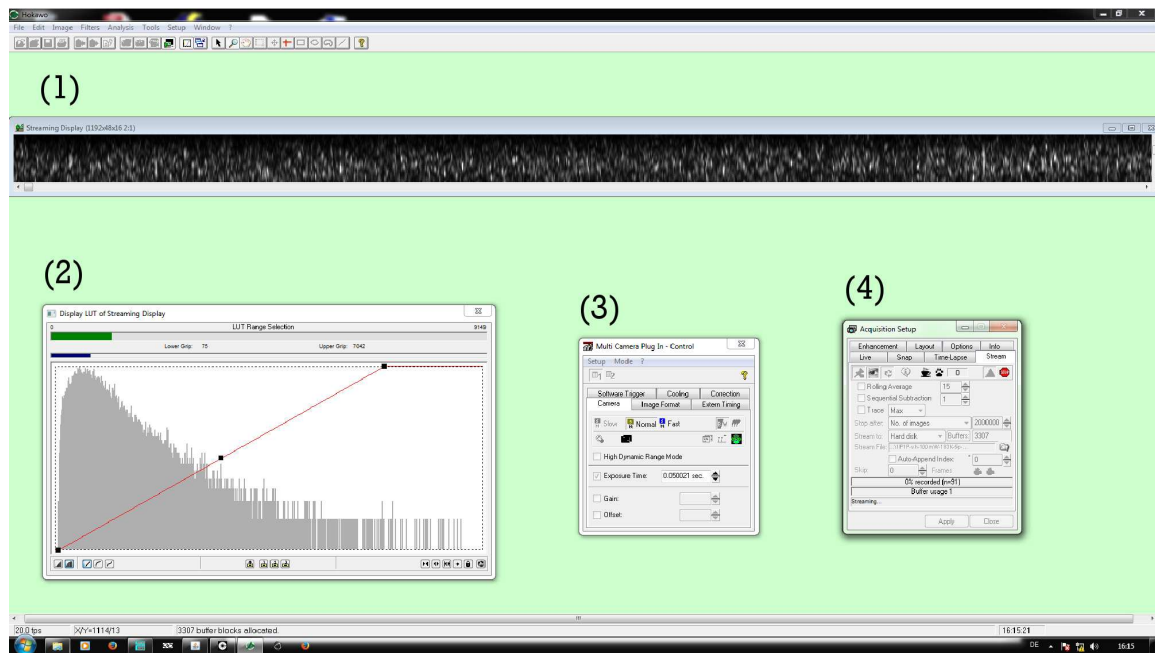 Hokawo
File Edit Image Filters Analysis Tools Setup Window ?
(1)
Streaming Display (1192x48x16 2:1)
(2)
Display LUT of Streaming Display
0 LUT Range Selection 9149
Lower Grip: 75 Upper Grip: 7042
(3)
Multi Camera Plug In - Control
Setup Mode ?
Software Trigger Cooling Correction
Camera Image Format Extern Timing
Slow Normal Fast
High Dynamic Range Mode
Exposure Time: 0.050021 sec.
Gain:
Offset:
(4)
Acquisition Setup
Enhancement Layout Options Info
Live Snap Time-Lapse Stream
0
Rolling Average 15
Sequential Subtraction 1
Trace Max
Stop after: No. of images 2000000
Stream to: Hard disk Buffers: 3307
Stream File:
Auto-Append Index: 0
Skip: 0 Frames
0% recorded (n=91)
Buffer usage 1
Streaming...
Apply Close
20,0 fps X/Y=1114/13 3307 buffer blocks allocated. 16:15:21
DE 16:15